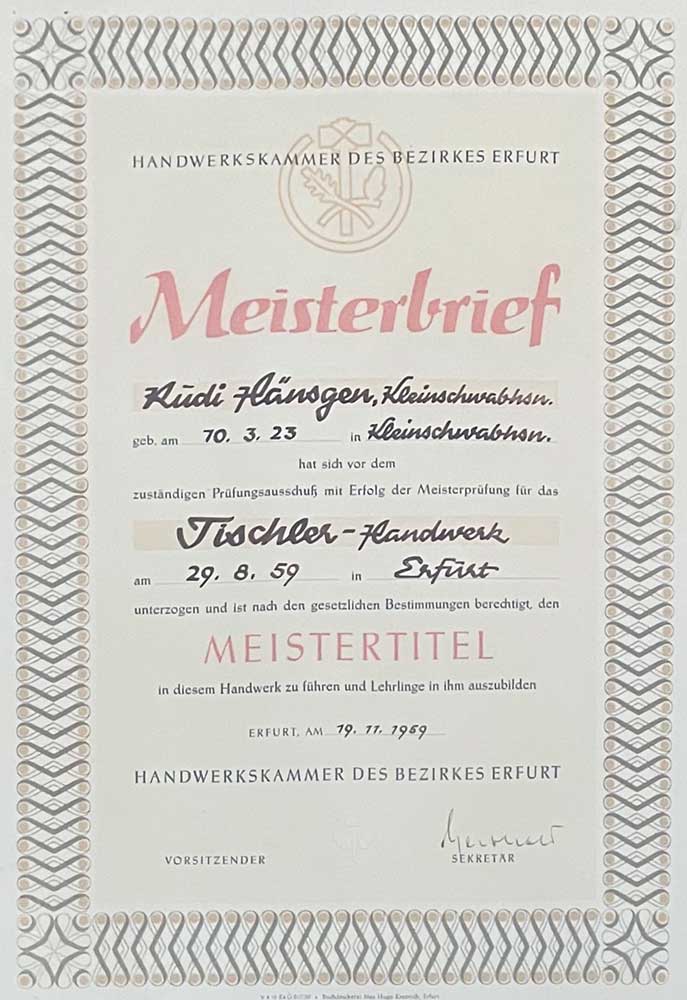 HANDWERKSKAMMER DES BEZIRKES ERFURT
Meisterbrief
Rudi Hänsgen, Kleinschwabhsn.
geb. am 10. 3. 23 in Kleinschwabhsn.
hat sich vor dem
zuständigen Prüfungsausschuß mit Erfolg der Meisterprüfung für das
Tischler-Handwerk
am 29. 8. 59 in Erfurt
unterzogen und ist nach den gesetzlichen Bestimmungen berechtigt, den
MEISTERTITEL
in diesem Handwerk zu führen und Lehrlinge in ihm auszubilden
ERFURT, AM 19. 11. 1959
HANDWERKSKAMMER DES BEZIRKES ERFURT
VORSITZENDER
SEKRETÄR
Buchdruckerei Hugo Erfurt